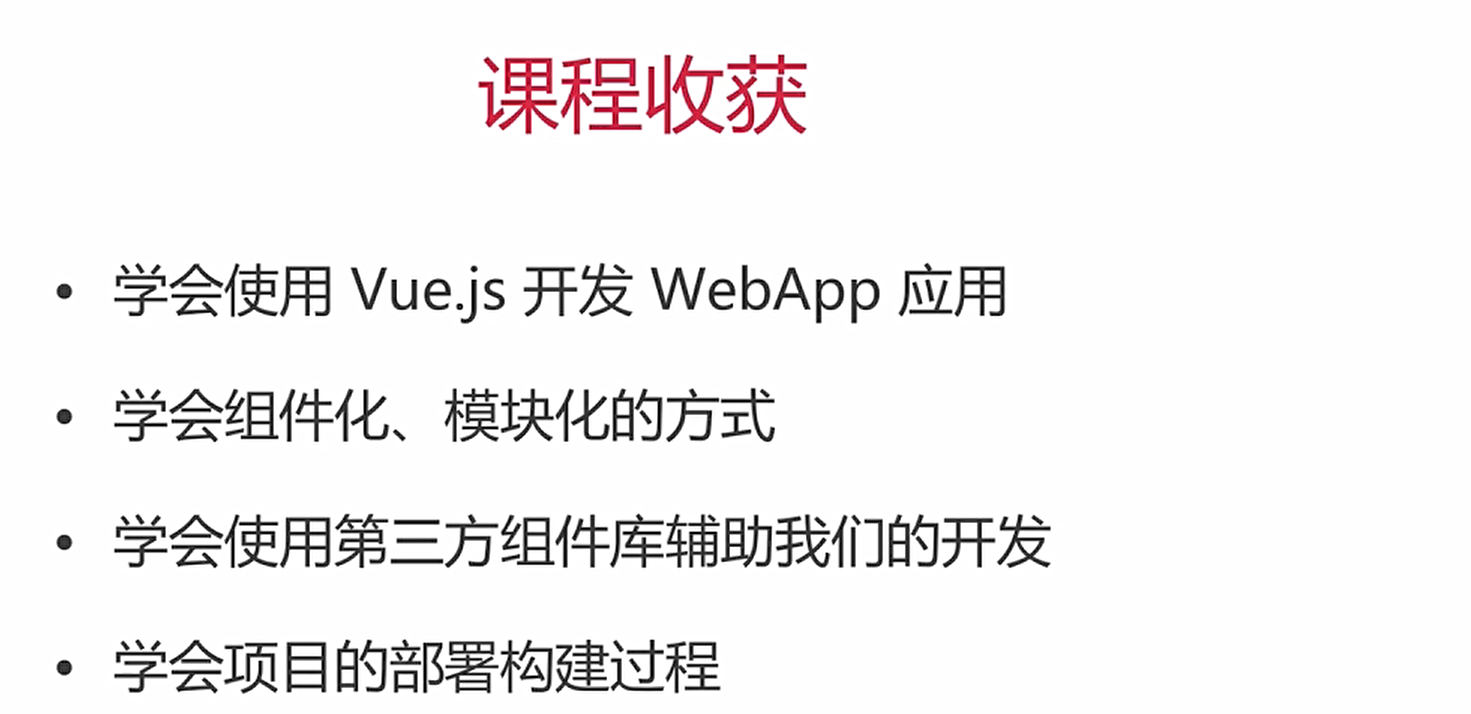 课程收获
• 学会使用 Vue.js 开发 WebApp 应用
• 学会组件化、模块化的方式
• 学会使用第三方组件库辅助我们的开发
• 学会项目的部署构建过程